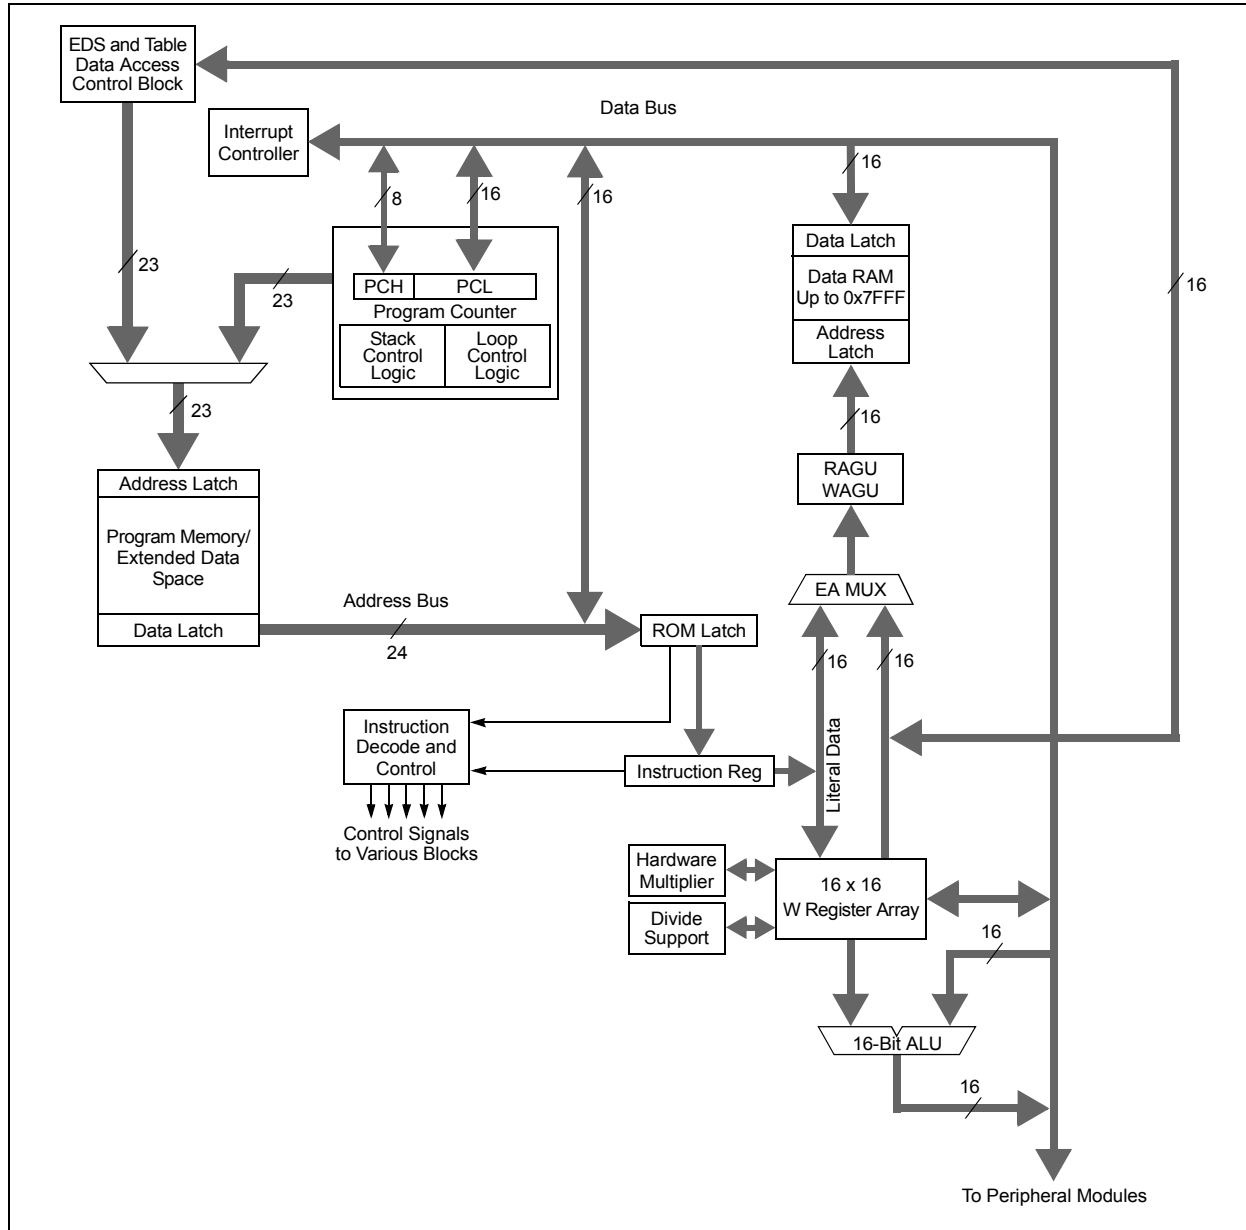 EDS and Table
Data Access
Control Block
16
Data Bus
Interrupt
Controller
8
16
16
16
23
23
16
PCH
PCL
Program Counter
Stack
Control
Logic
Loop
Control
Logic
Data Latch
Data RAM
Up to 0x7FFF
Address
Latch
23
16
RAGU
WAGU
Address Latch
Program Memory/
Extended Data
Space
Data Latch
EA MUX
Address Bus
24
ROM Latch
16
16
Instruction
Decode and
Control
Instruction Reg
Literal Data
Control Signals
to Various Blocks
Hardware
Multiplier
Divide
Support
16 x 16
W Register Array
16
16-Bit ALU
16
To Peripheral Modules